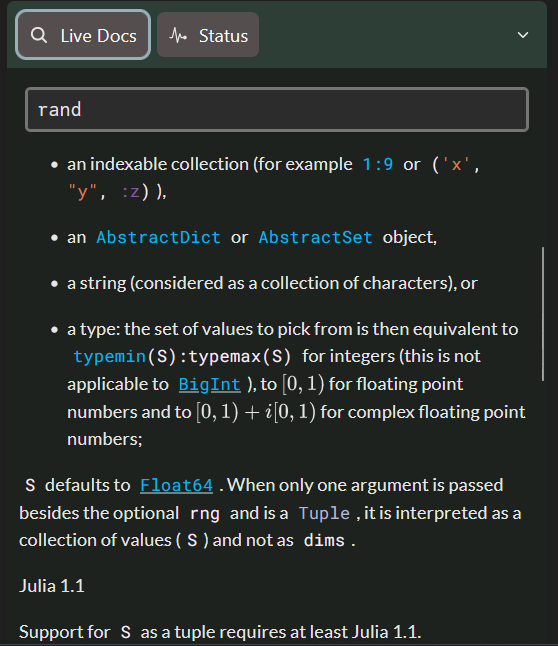 Live Docs Status
rand
• an indexable collection (for example 1:9 or ('x',
"y", :z) ),
• an AbstractDict or AbstractSet object,
• a string (considered as a collection of characters), or
• a type: the set of values to pick from is then equivalent to
typemin(S):typemax(S) for integers (this is not
applicable to BigInt ), to [0, 1) for floating point
numbers and to [0, 1) + i[0, 1) for complex floating point
numbers;
S defaults to Float64 . When only one argument is passed
besides the optional rng and is a Tuple , it is interpreted as a
collection of values ( S ) and not as dims .
Julia 1.1
Support for S as a tuple requires at least Julia 1.1.